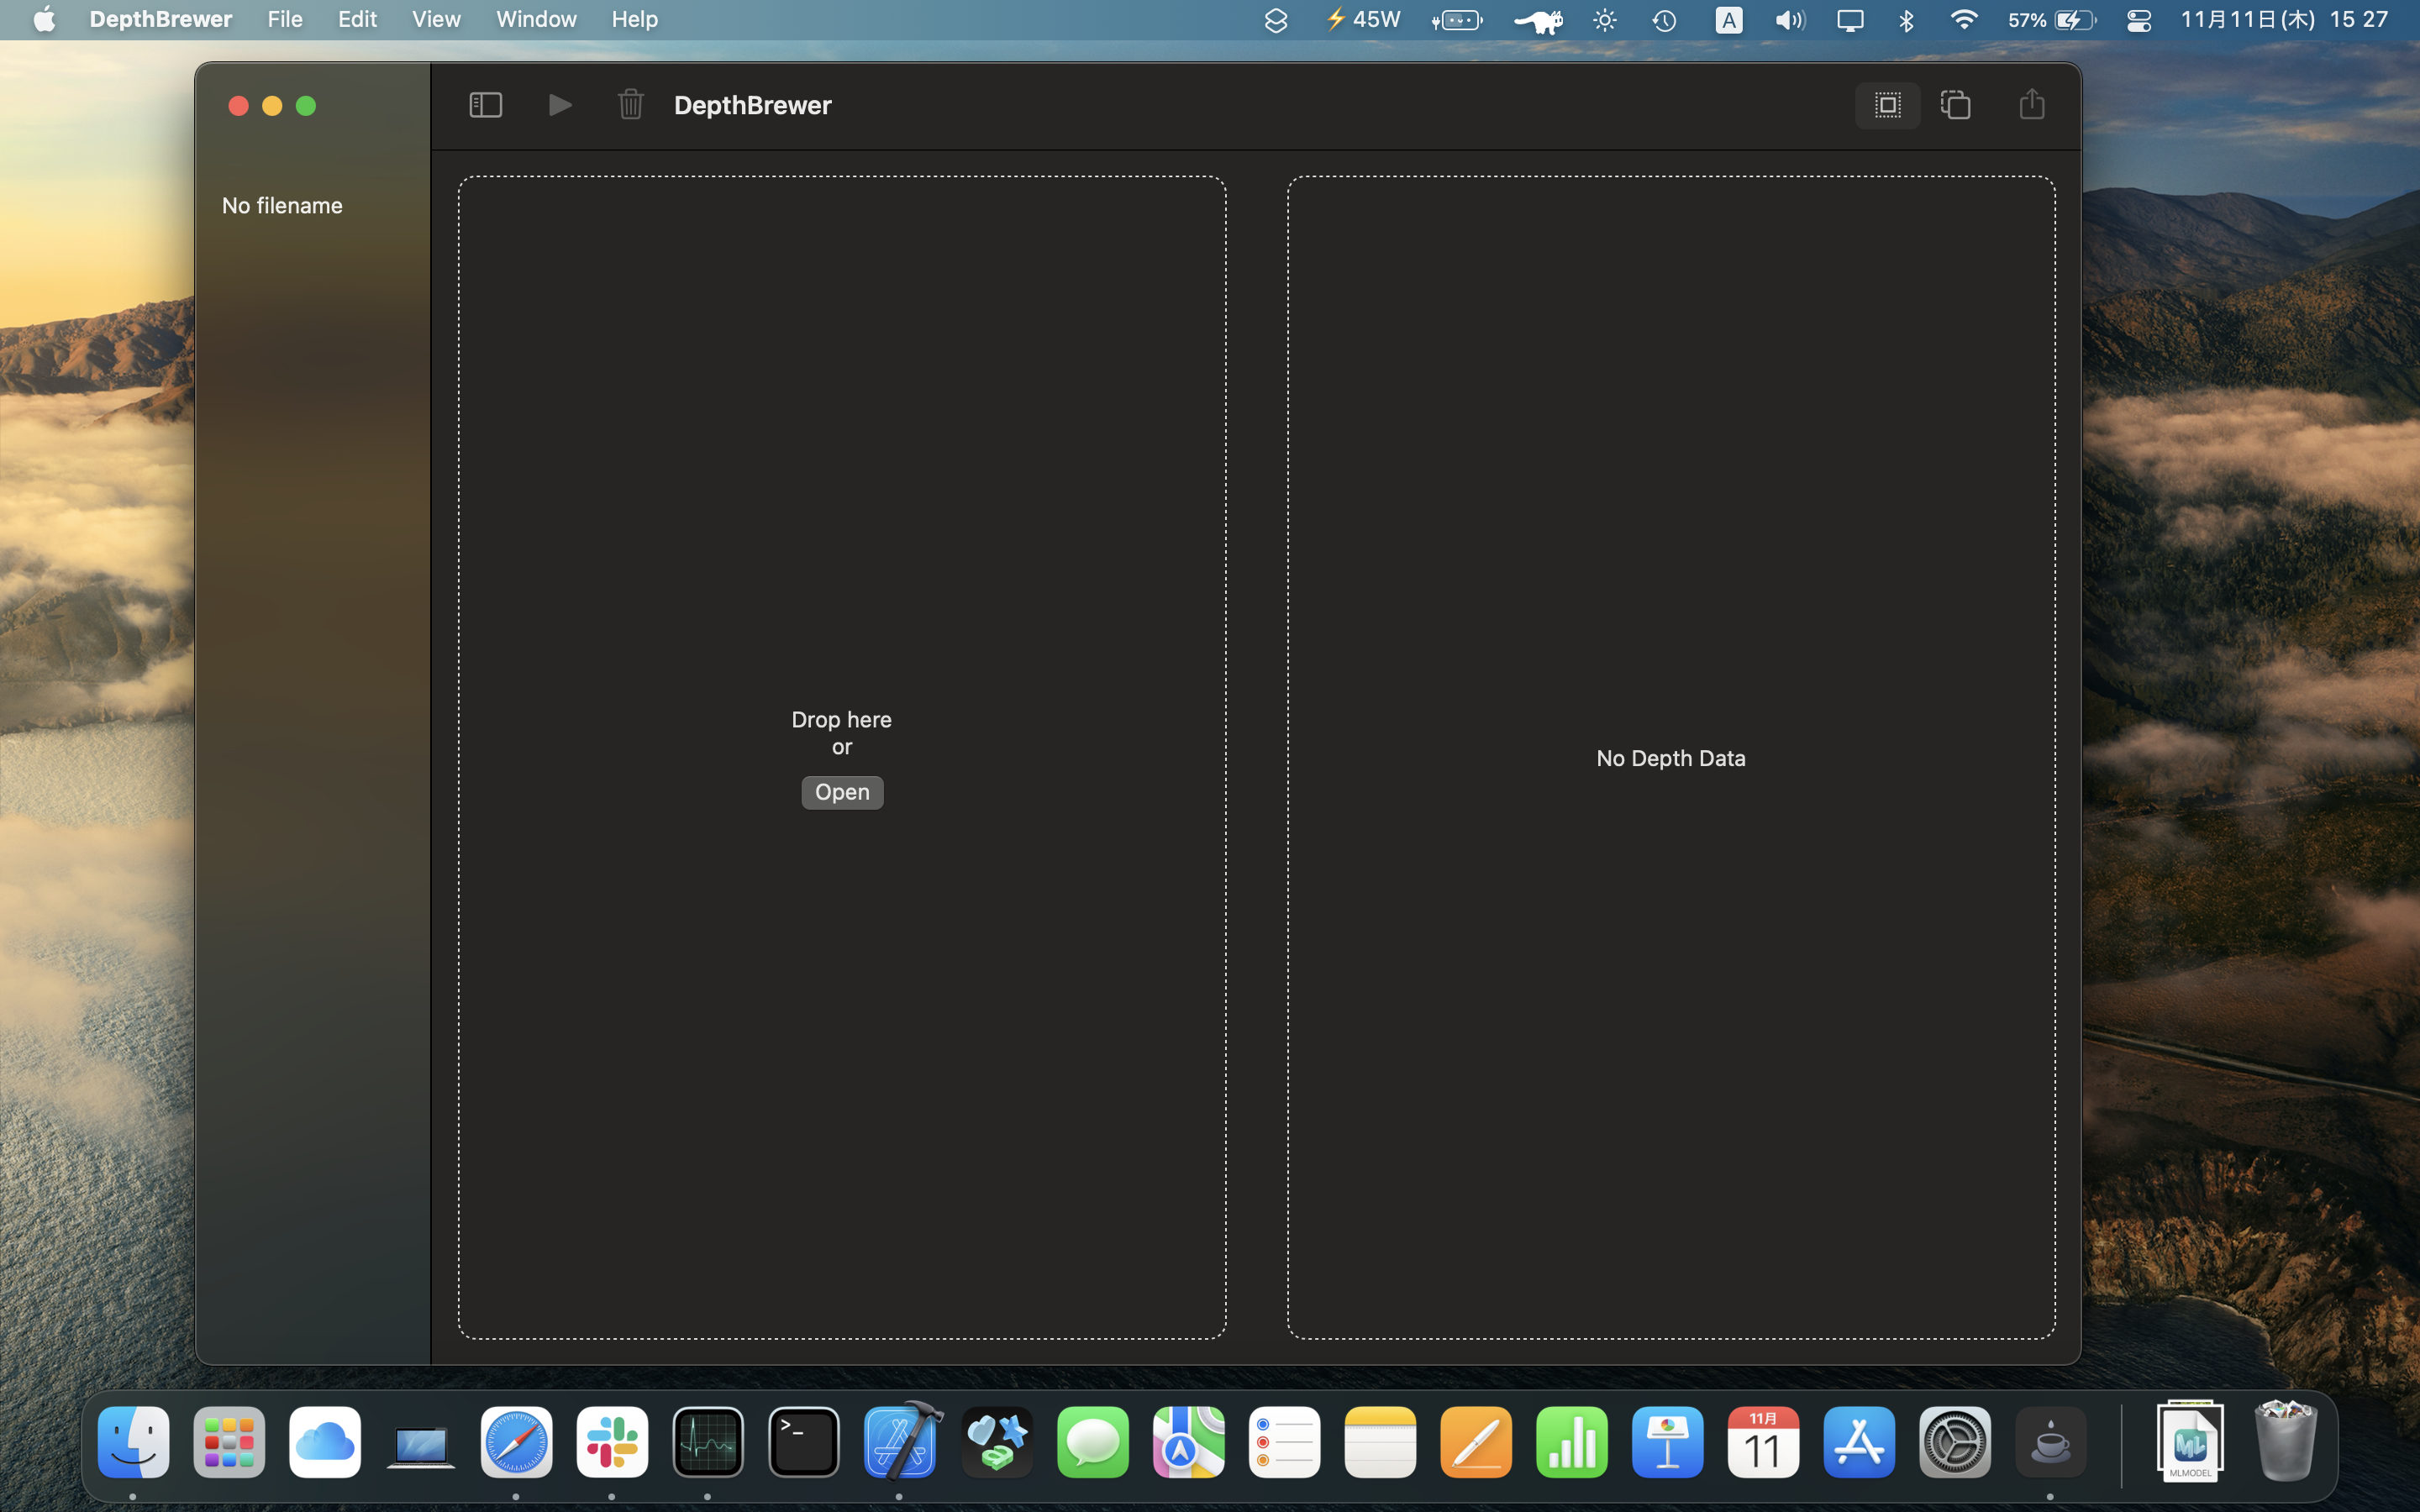 DepthBrewer File Edit View Window Help ⚡45W A 57% 11月11日(木) 15 27
DepthBrewer
No filename
Drop here
or
Open
No Depth Data
>_
11月
11
ML
MLMODEL